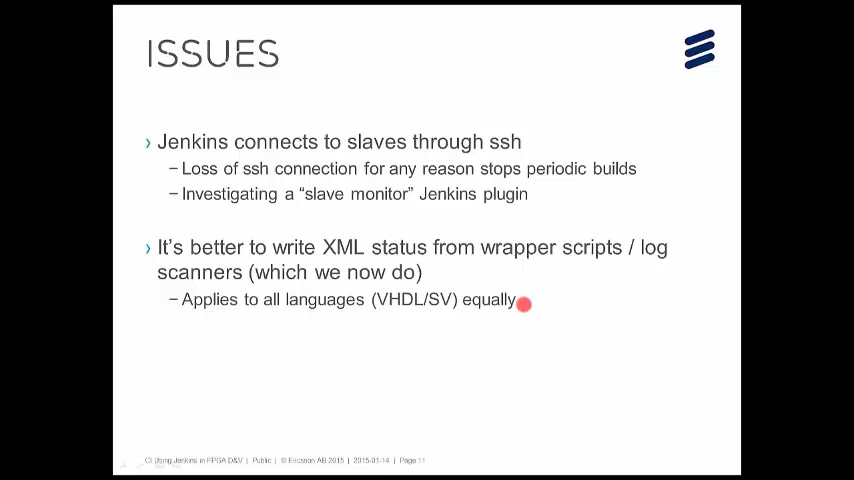 ISSUES
› Jenkins connects to slaves through ssh
– Loss of ssh connection for any reason stops periodic builds
– Investigating a “slave monitor” Jenkins plugin
› It’s better to write XML status from wrapper scripts / log
scanners (which we now do)
– Applies to all languages (VHDL/SV) equally
CI Using Jenkins in FPGA D&V | Public | © Ericsson AB 2015 | 2015-01-14 | Page 11